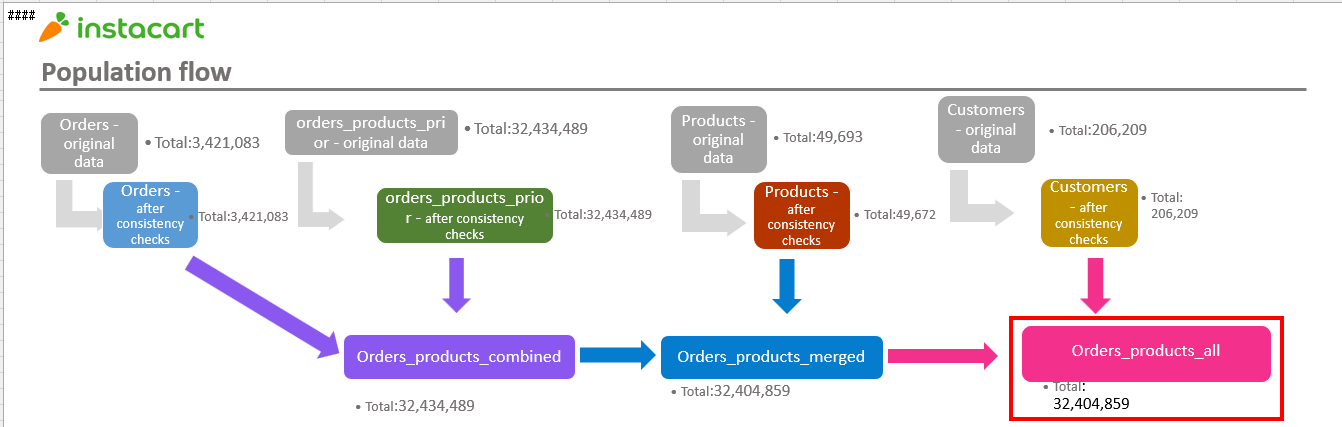 ####
instacart
Population flow
Orders -
original
data
• Total:3,421,083
orders_products_pri
or - original data
• Total:32,434,489
Products -
original
data
• Total:49,693
Customers
- original
data
• Total:206,209
Orders -
after
consistency
checks
• Total:3,421,083
orders_products_prio
r - after consistency
checks
• Total:32,434,489
Products -
after
consistency
checks
• Total:49,672
Customers
- after
consistency
checks
• Total:
206,209
Orders_products_combined
• Total:32,434,489
Orders_products_merged
• Total:32,404,859
Orders_products_all
• Total:
32,404,859